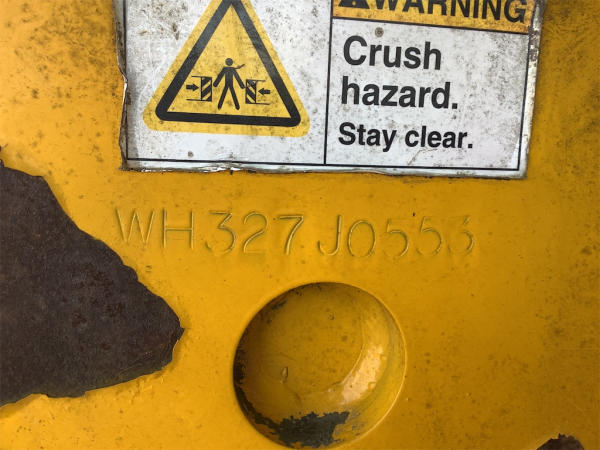 WARNING
Crush
hazard.
Stay clear.
WH327J0553